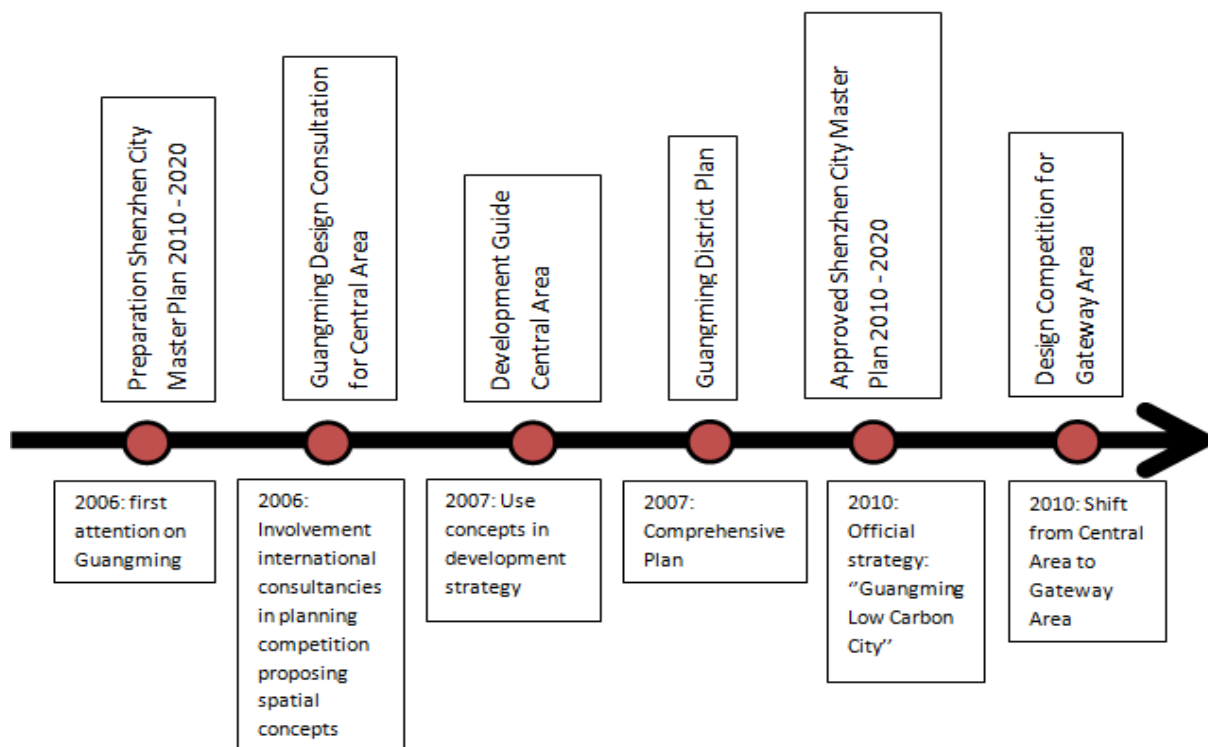 Preparation Shenzhen City
Master Plan 2010 - 2020
Guangming Design Consultation
for Central Area
Development Guide
Central Area
Guangming District Plan
Approved Shenzhen City Master
Plan 2010 - 2020
Design Competition for
Gateway Area
2006: first
attention on
Guangming
2006:
Involvement
international
consultancies
in planning
competition
proposing
spatial
concepts
2007: Use
concepts in
development
strategy
2007:
Comprehensive
Plan
2010:
Official
strategy:
‘’Guangming
Low Carbon
City’’
2010: Shift
from Central
Area to
Gateway
Area